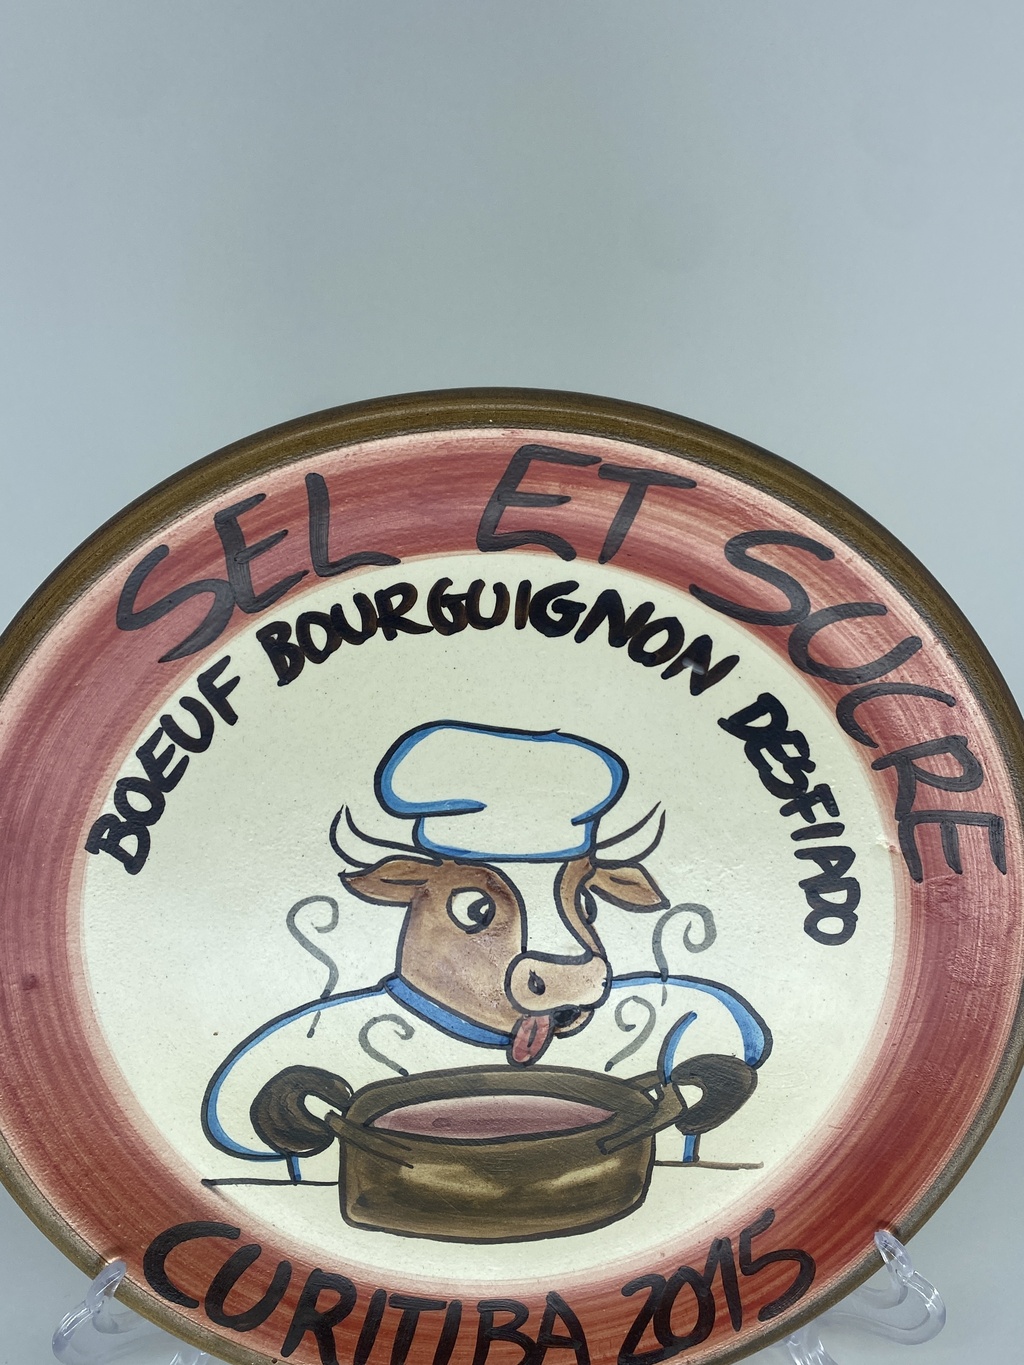 SEL ET SUCRE
BOEUF BOURGUIGNON DESFIADO
CURITIBA 2015